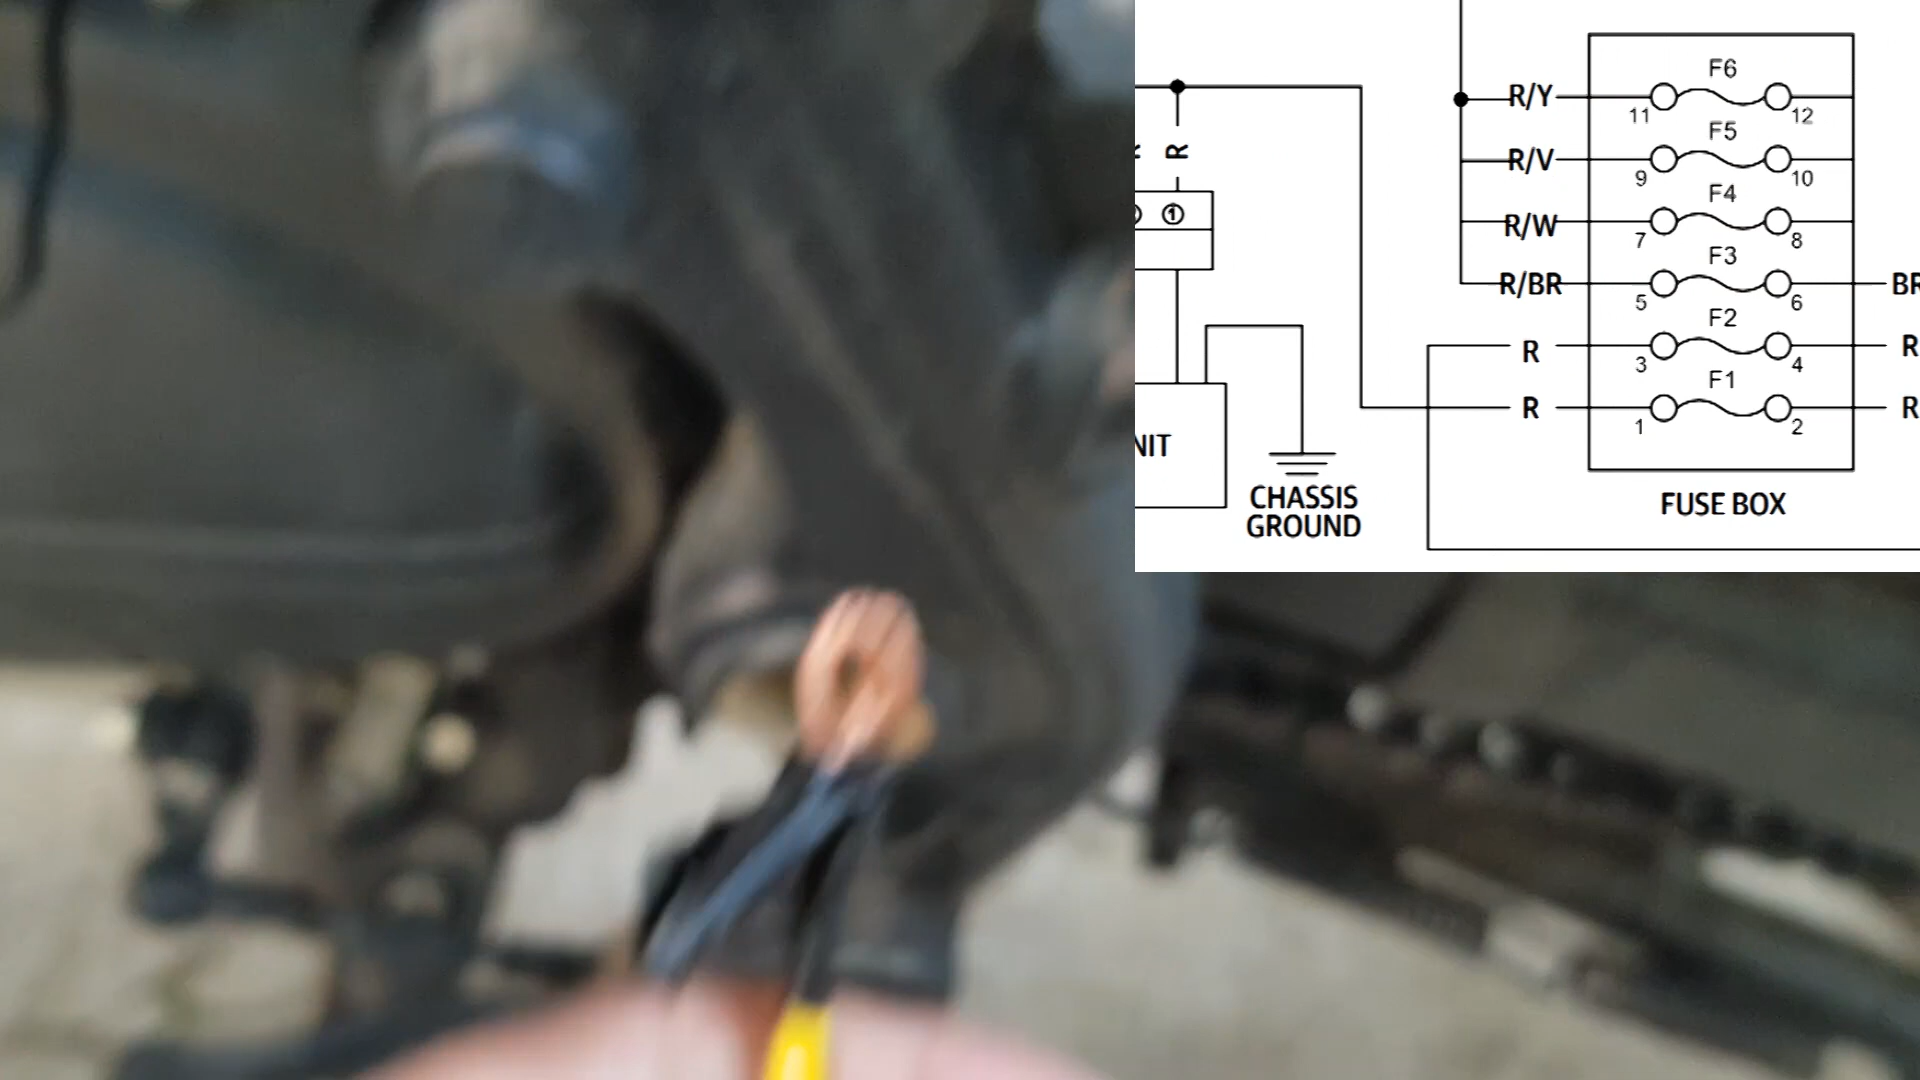 F6
R/Y
11
12
F5
R/V
9
10
R
F4
①
R/W
7
8
F3
R/BR
5
6
BR
F2
R
3
4
R
F1
R
1
2
R
NIT
CHASSIS
GROUND
FUSE BOX